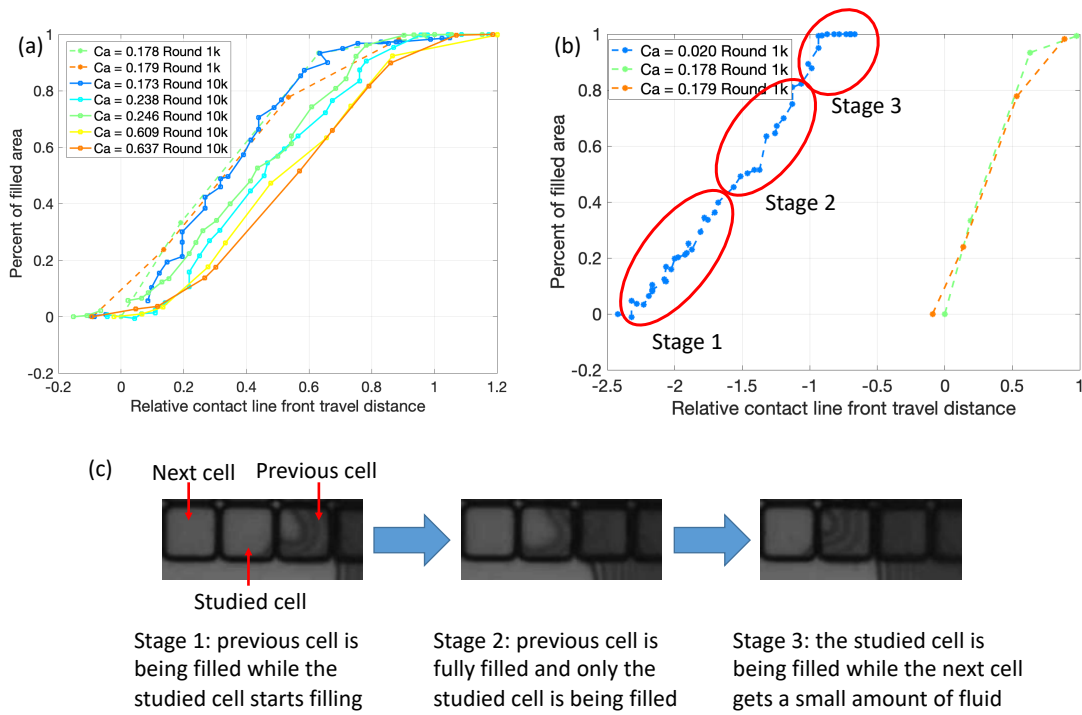 (a)
Ca = 0.178 Round 1k
Ca = 0.179 Round 1k
Ca = 0.173 Round 10k
Ca = 0.238 Round 10k
Ca = 0.246 Round 10k
Ca = 0.609 Round 10k
Ca = 0.637 Round 10k
Percent of filled area
1
0.8
0.6
0.4
0.2
0
-0.2
-0.2 0 0.2 0.4 0.6 0.8 1 1.2
Relative contact line front travel distance
(b)
Ca = 0.020 Round 1k
Ca = 0.178 Round 1k
Ca = 0.179 Round 1k
Stage 3
Stage 2
Stage 1
Percent of filled area
1
0.8
0.6
0.4
0.2
0
-0.2
-2.5 -2 -1.5 -1 -0.5 0 0.5 1
Relative contact line front travel distance
(c)
Next cell
Previous cell
Studied cell
Stage 1: previous cell is
being filled while the
studied cell starts filling
Stage 2: previous cell is
fully filled and only the
studied cell is being filled
Stage 3: the studied cell is
being filled while the next cell
gets a small amount of fluid